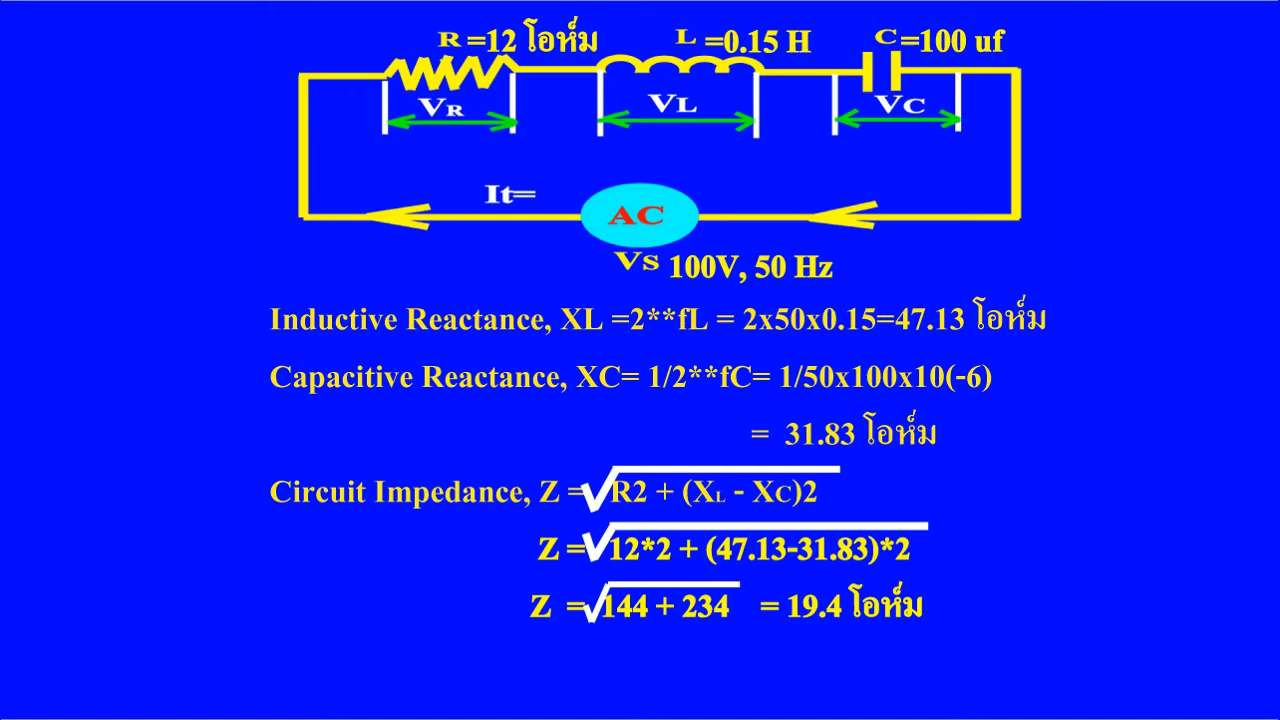 R =12 โอห์ม L =0.15 H C =100 uf
VR VL VC
It=
AC
VS 100V, 50 Hz
Inductive Reactance, XL =2**fL = 2x50x0.15=47.13 โอห์ม
Capacitive Reactance, XC= 1/2**fC= 1/50x100x10(-6)
= 31.83 โอห์ม
Circuit Impedance, Z =√R2 + (XL - XC)2
Z =√12*2 + (47.13-31.83)*2
Z =√144 + 234 = 19.4 โอห์ม